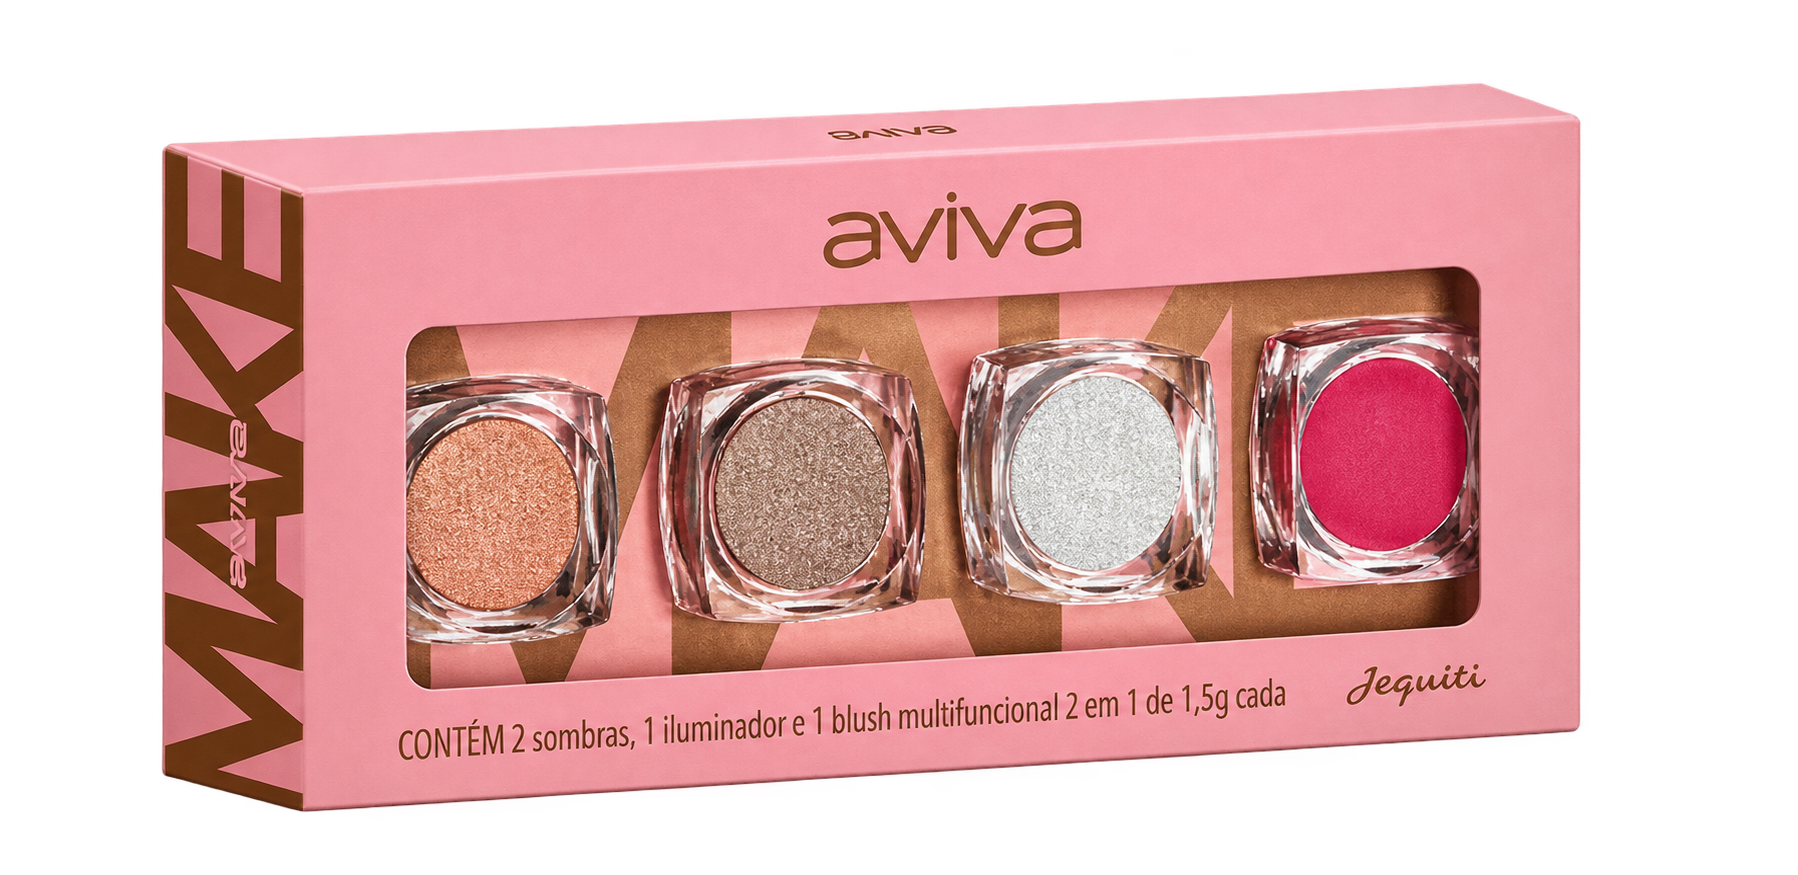 aviva
aviva
MAKE
aviva
MAKE
CONTÉM 2 sombras, 1 iluminador e 1 blush multifuncional 2 em 1 de 1,5g cada
Jequiti